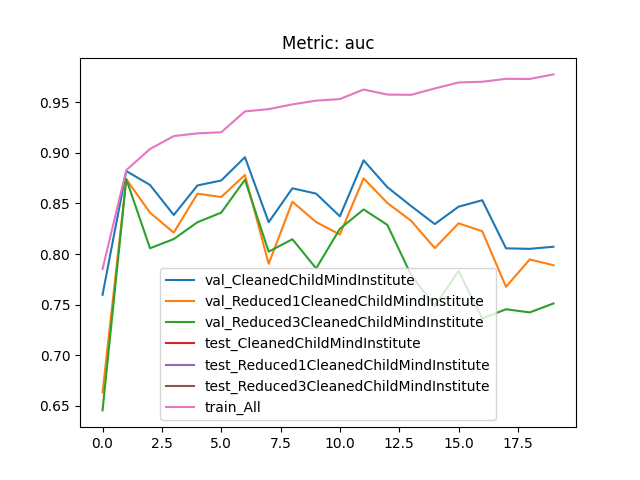 Metric: auc
0.95
0.90
0.85
0.80
0.75
0.70
0.65
val_CleanedChildMindInstitute
val_Reduced1CleanedChildMindInstitute
val_Reduced3CleanedChildMindInstitute
test_CleanedChildMindInstitute
test_Reduced1CleanedChildMindInstitute
test_Reduced3CleanedChildMindInstitute
train_All
0.0 2.5 5.0 7.5 10.0 12.5 15.0 17.5